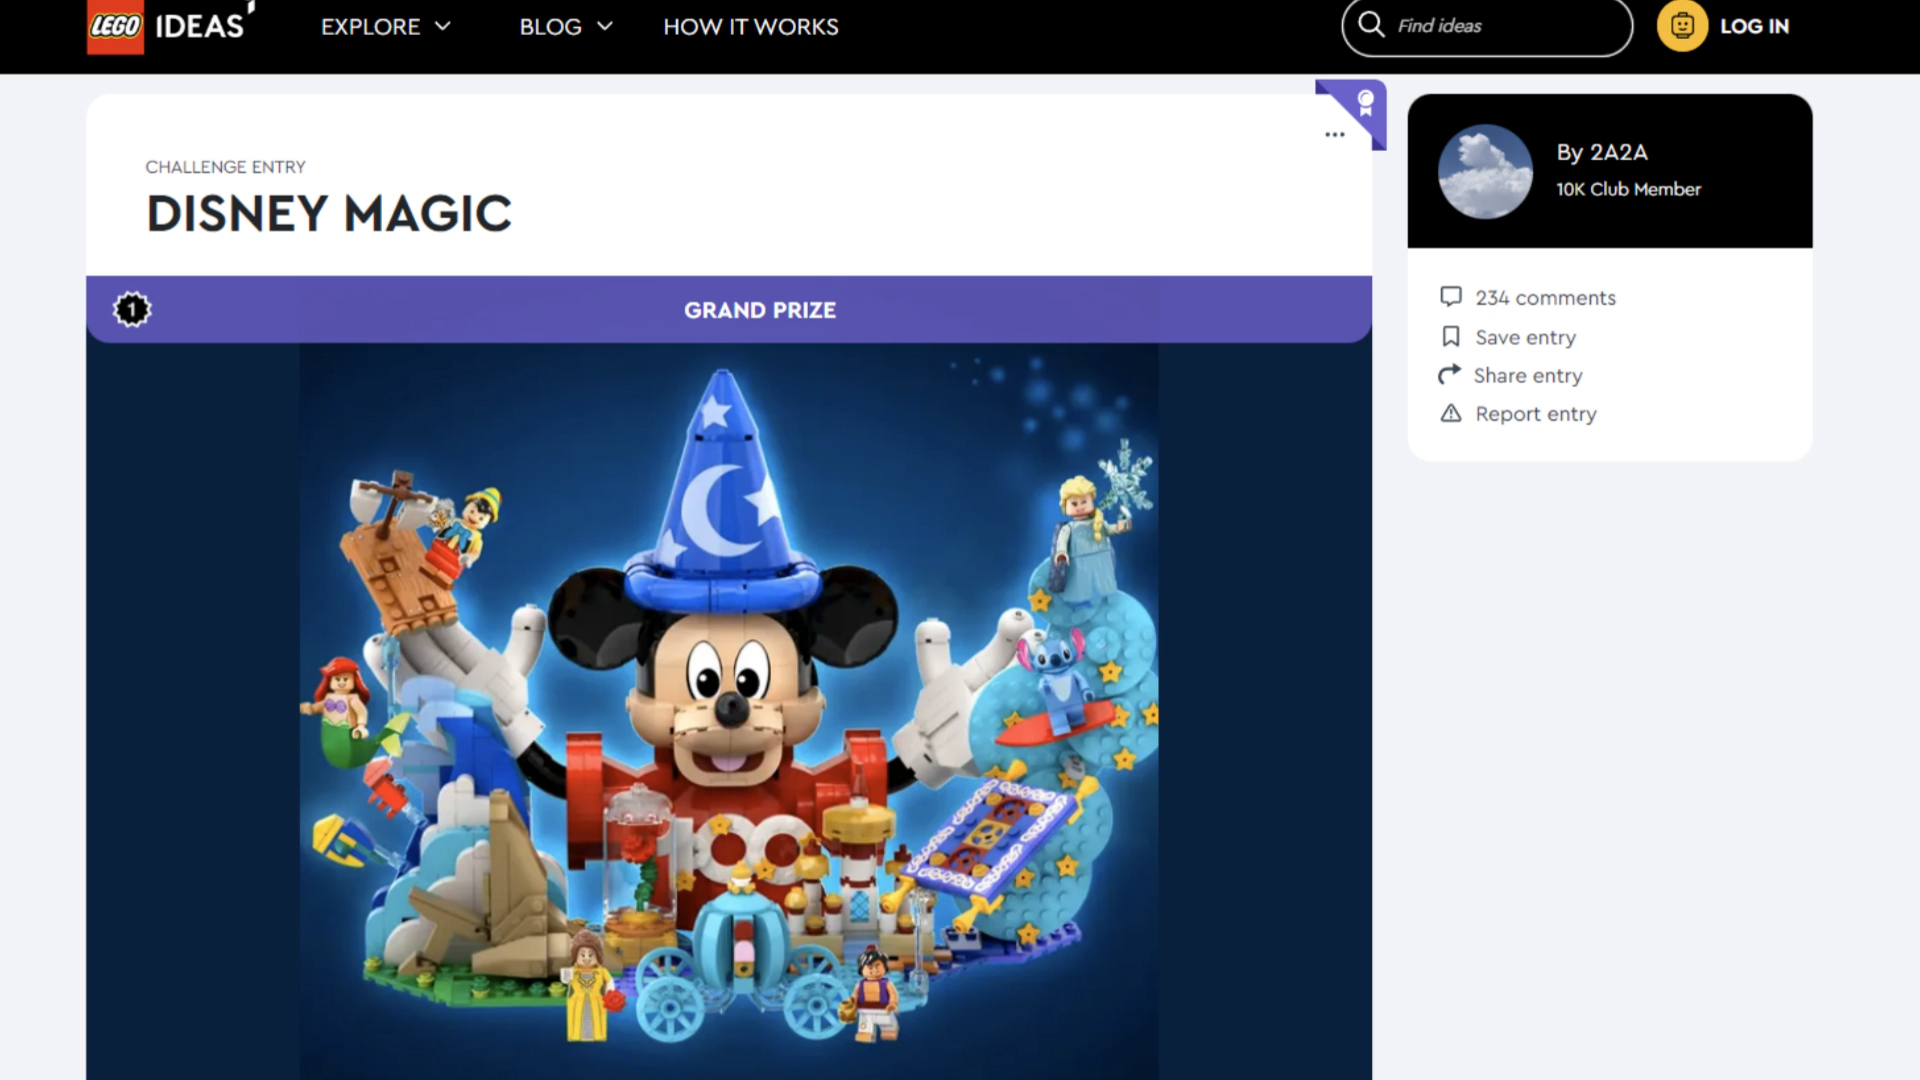 LEGO IDEAS
EXPLORE
BLOG
HOW IT WORKS
Find ideas
LOG IN
CHALLENGE ENTRY
DISNEY MAGIC
1
GRAND PRIZE
By 2A2A
10K Club Member
234 comments
Save entry
Share entry
Report entry